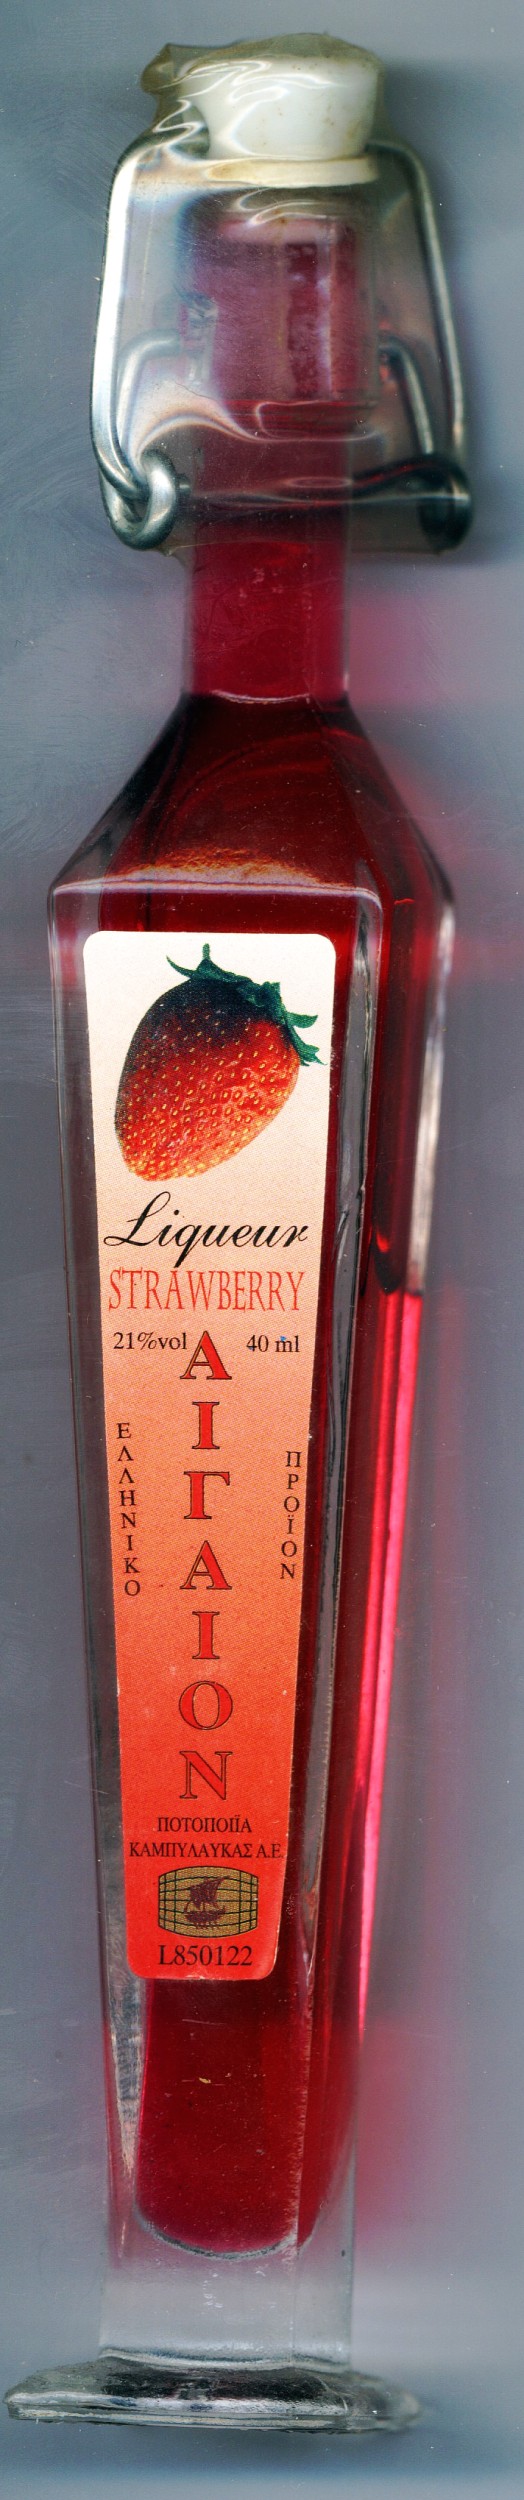 Liqueur
STRAWBERRY
21%vol 40 ml
ΑΙΓΑΙΟΝ
ΕΛΛΗΝΙΚΟ
ΠΡΟΪΟΝ
ΠΟΤΟΠΟΙΪΑ
ΚΑΜΠΥΛΑΥΚΑΣ Α.Ε.
L850122